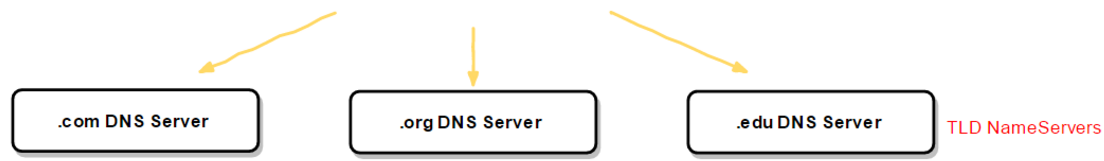 .com DNS Server
.org DNS Server
.edu DNS Server
TLD NameServers